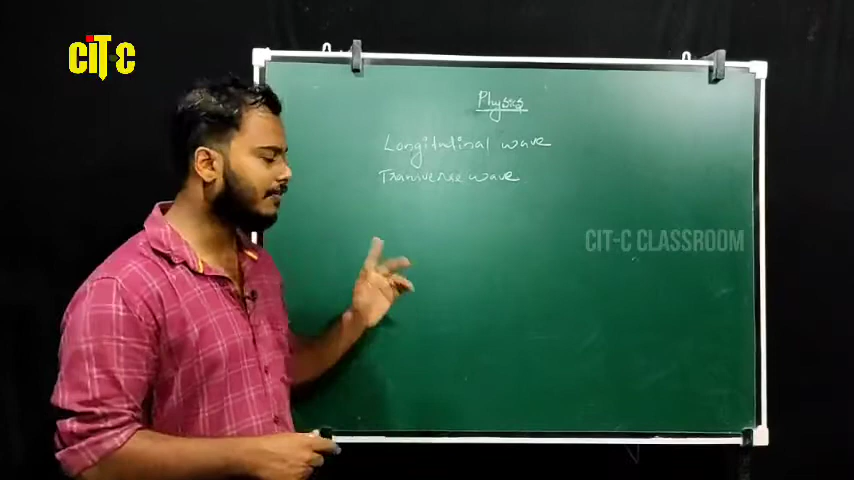 CiTC
Physics
Longitudinal wave
Tranverse wave
CIT-C CLASSROOM